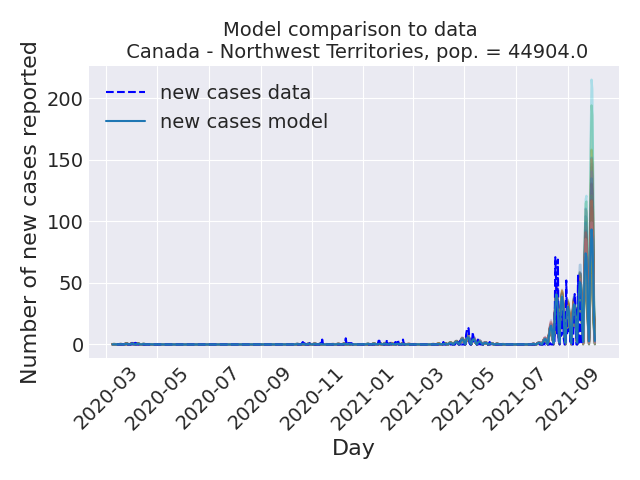 Model comparison to data
Canada - Northwest Territories, pop. = 44904.0
Number of new cases reported
200
150
100
50
0
new cases data
new cases model
2020-03
2020-05
2020-07
2020-09
2020-11
2021-01
2021-03
2021-05
2021-07
2021-09
Day